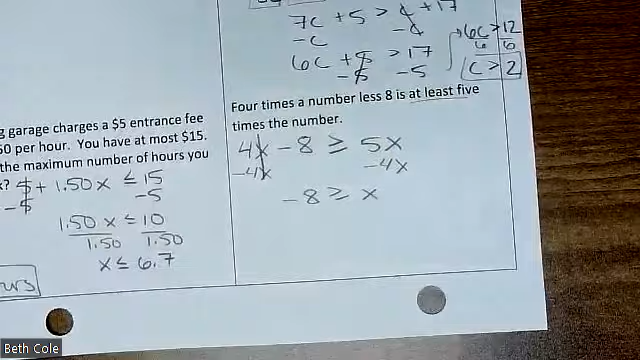 7c + 5 > c + 17
-c -c
6c + 5 > 17
-5 -5
6c > 12
6 6
c > 2
g garage charges a $5 entrance fee
50 per hour. You have at most $15.
the maximum number of hours you
x? 5 + 1.50x ≤ 15
-5 -5
1.50x ≤ 10
1.50 1.50
x ≤ 6.7
urs
Four times a number less 8 is at least five
times the number.
4x - 8 ≥ 5x
-4x -4x
-8 ≥ x
Beth Cole